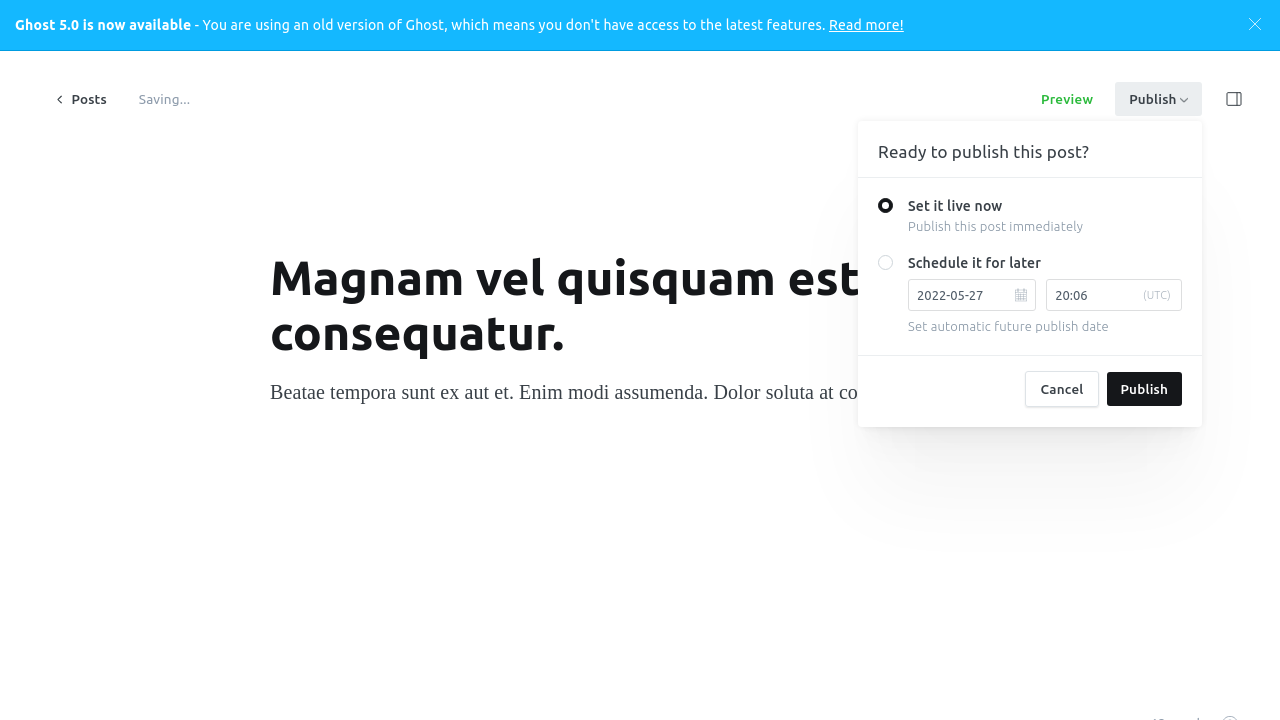 Ghost 5.0 is now available - You are using an old version of Ghost, which means you don't have access to the latest features. Read more!
Posts
Saving...
Preview
Publish
Ready to publish this post?
Set it live now
Publish this post immediately
Schedule it for later
2022-05-27
20:06
(UTC)
Set automatic future publish date
Cancel
Publish
Magnam vel quisquam est
consequatur.
Beatae tempora sunt ex aut et. Enim modi assumenda. Dolor soluta at co